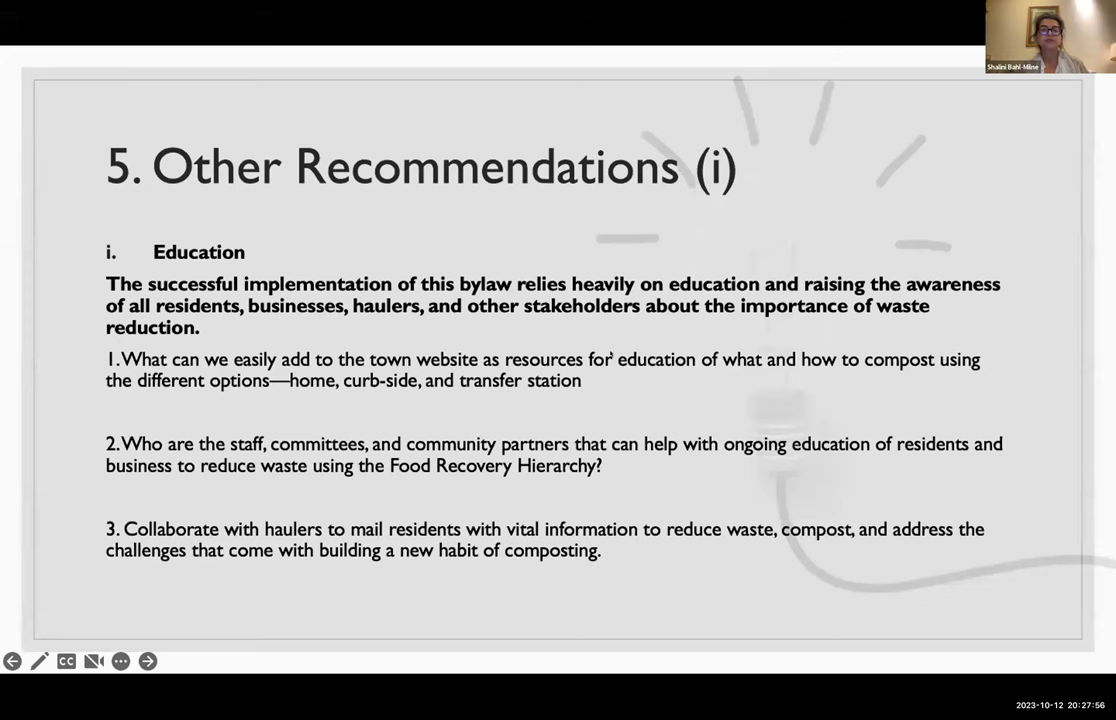 Shalini Bahl-Milne
5. Other Recommendations (i)
i. Education
The successful implementation of this bylaw relies heavily on education and raising the awareness
of all residents, businesses, haulers, and other stakeholders about the importance of waste
reduction.
1.What can we easily add to the town website as resources for education of what and how to compost using
the different options—home, curb-side, and transfer station
2.Who are the staff, committees, and community partners that can help with ongoing education of residents and
business to reduce waste using the Food Recovery Hierarchy?
3. Collaborate with haulers to mail residents with vital information to reduce waste, compost, and address the
challenges that come with building a new habit of composting.
CC
2023-10-12 20:27:56